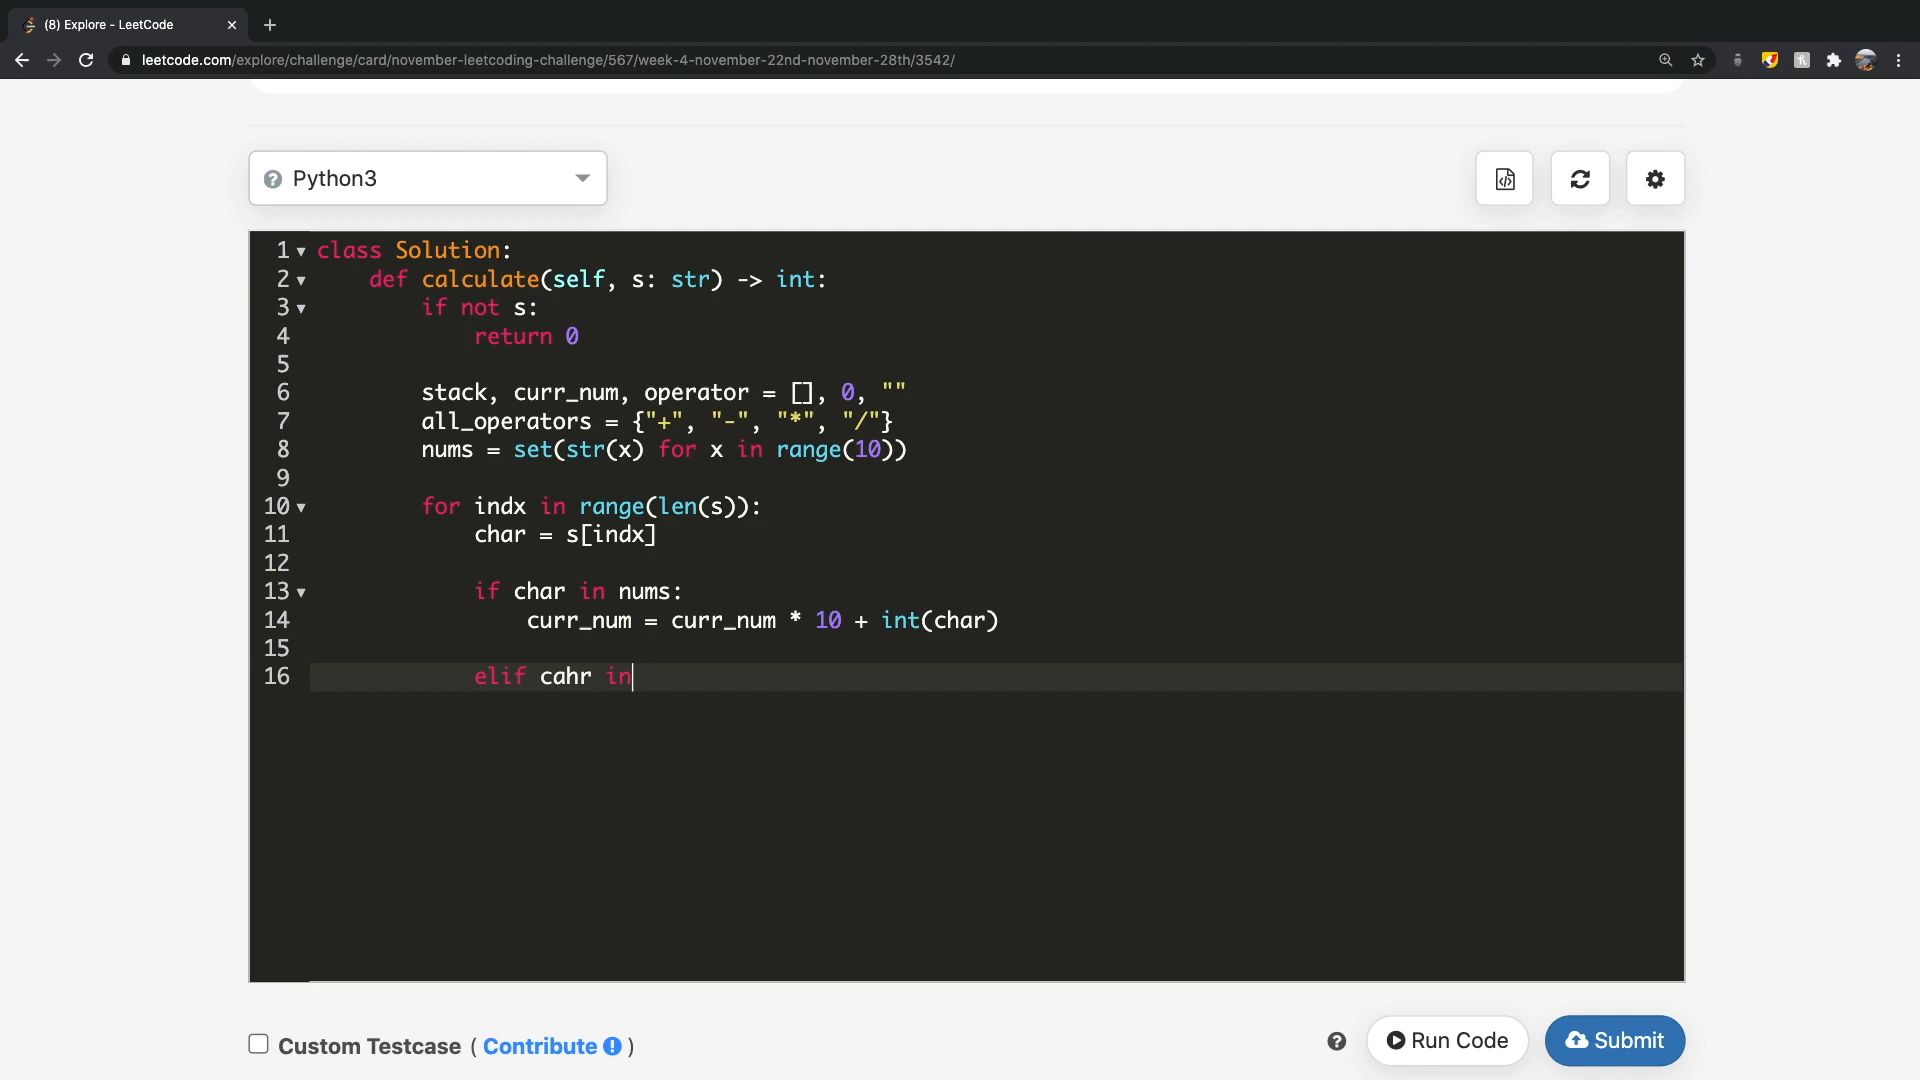 (8) Explore - LeetCode
leetcode.com/explore/challenge/card/november-leetcoding-challenge/567/week-4-november-22nd-november-28th/3542/
Python3
1 class Solution:
2     def calculate(self, s: str) -> int:
3         if not s:
4             return 0
5
6         stack, curr_num, operator = [], 0, ""
7         all_operators = {"+", "-", "*", "/"}
8         nums = set(str(x) for x in range(10))
9
10         for indx in range(len(s)):
11             char = s[indx]
12
13             if char in nums:
14                 curr_num = curr_num * 10 + int(char)
15
16             elif cahr in
Custom Testcase ( Contribute )
Run Code
Submit